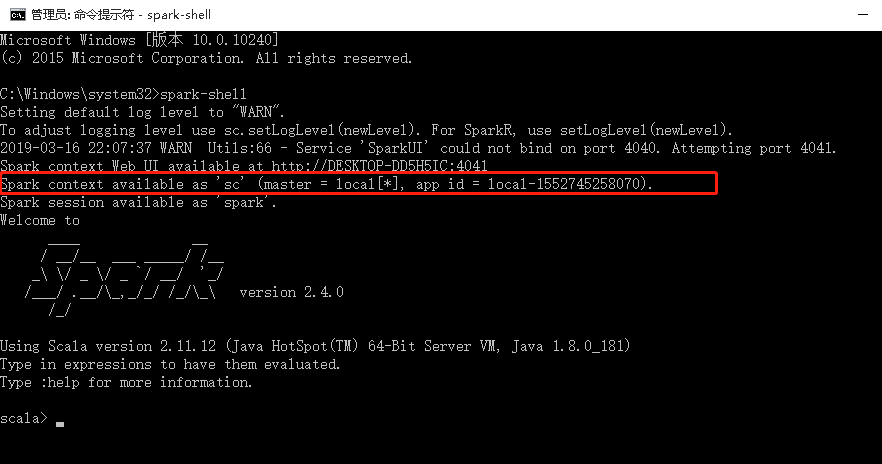 管理员: 命令提示符 - spark-shell
Microsoft Windows [版本 10.0.10240]
(c) 2015 Microsoft Corporation. All rights reserved.
C:\Windows\system32>spark-shell
Setting default log level to "WARN".
To adjust logging level use sc.setLogLevel(newLevel). For SparkR, use setLogLevel(newLevel).
2019-03-16 22:07:37 WARN  Utils:66 - Service 'SparkUI' could not bind on port 4040. Attempting port 4041.
Spark context Web UI available at http://DESKTOP-DD5H5IC:4041
Spark context available as 'sc' (master = local[*], app id = local-1552745258070).
Spark session available as 'spark'.
Welcome to
Spark version 2.4.0
Using Scala version 2.11.12 (Java HotSpot(TM) 64-Bit Server VM, Java 1.8.0_181)
Type in expressions to have them evaluated.
Type :help for more information.
scala>